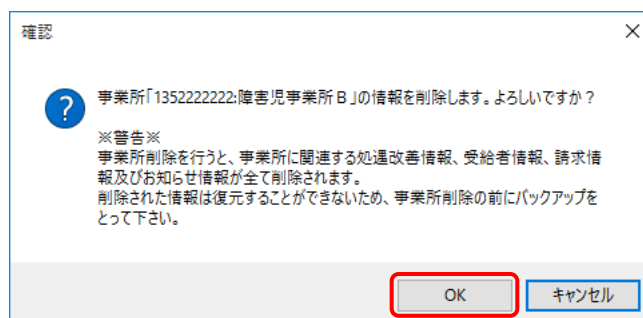 確認
事業所「1352222222:障害児事業所B」の情報を削除します。よろしいですか？
※警告※
事業所削除を行うと、事業所に関連する処遇改善情報、受給者情報、請求情
報及びお知らせ情報が全て削除されます。
削除された情報は復元することができないため、事業所削除の前にバックアップを
とって下さい。
OK
キャンセル